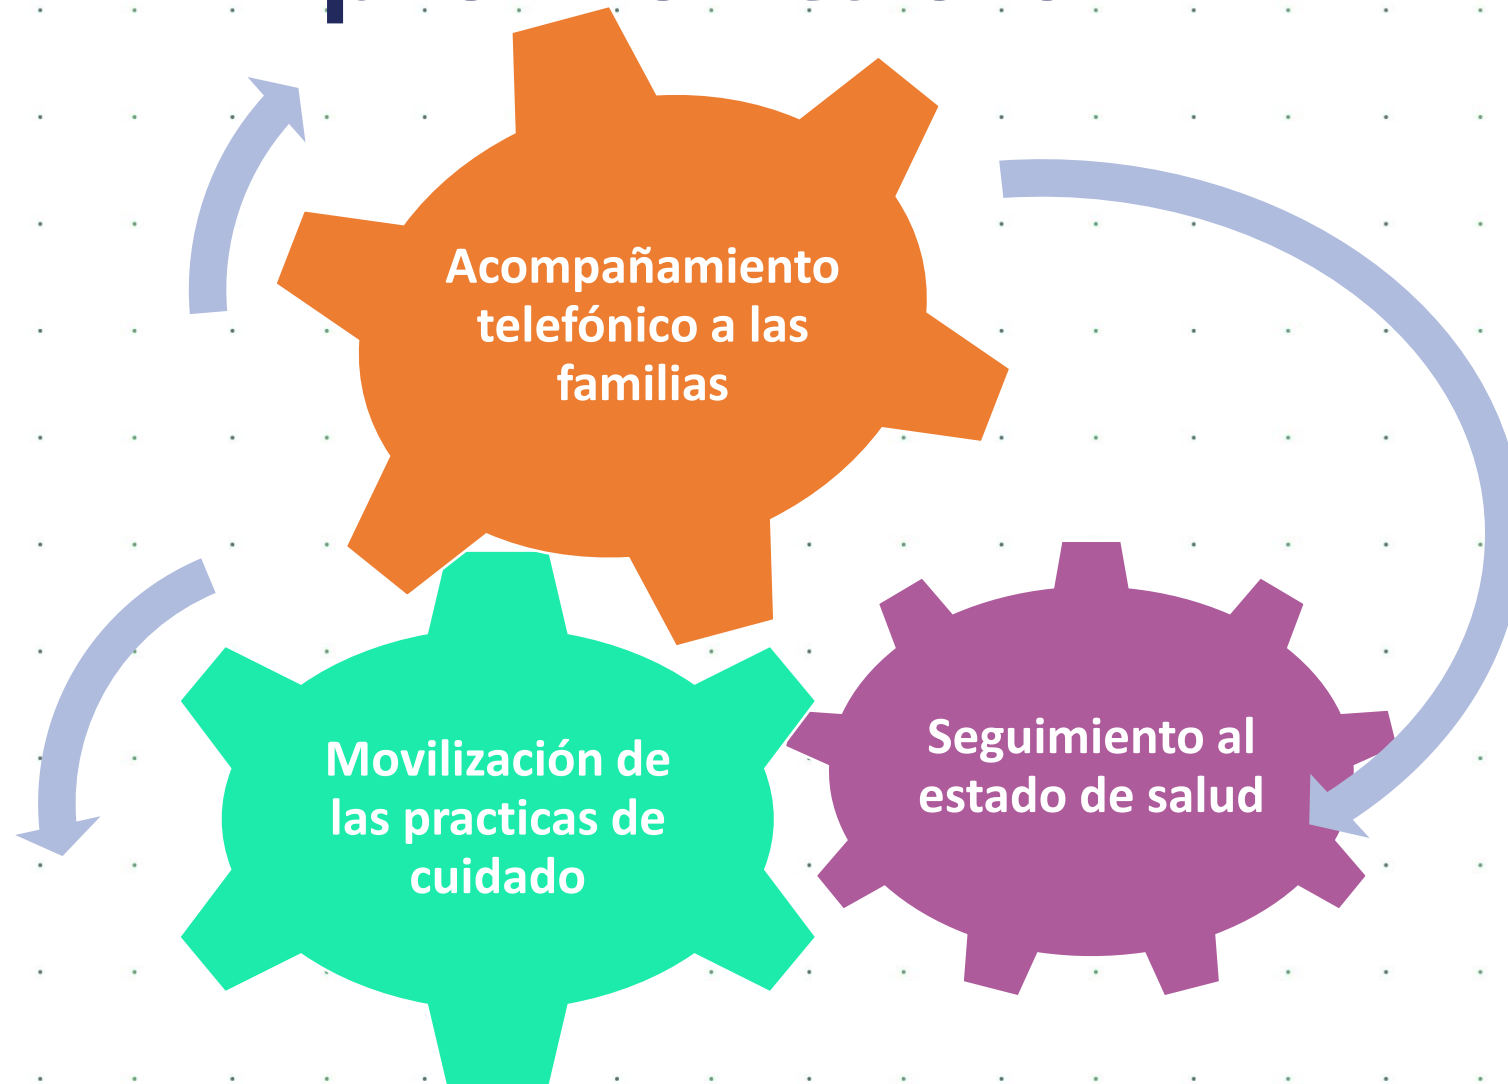 Acompañamiento
telefónico a las
familias
Movilización de
las practicas de
cuidado
Seguimiento al
estado de salud